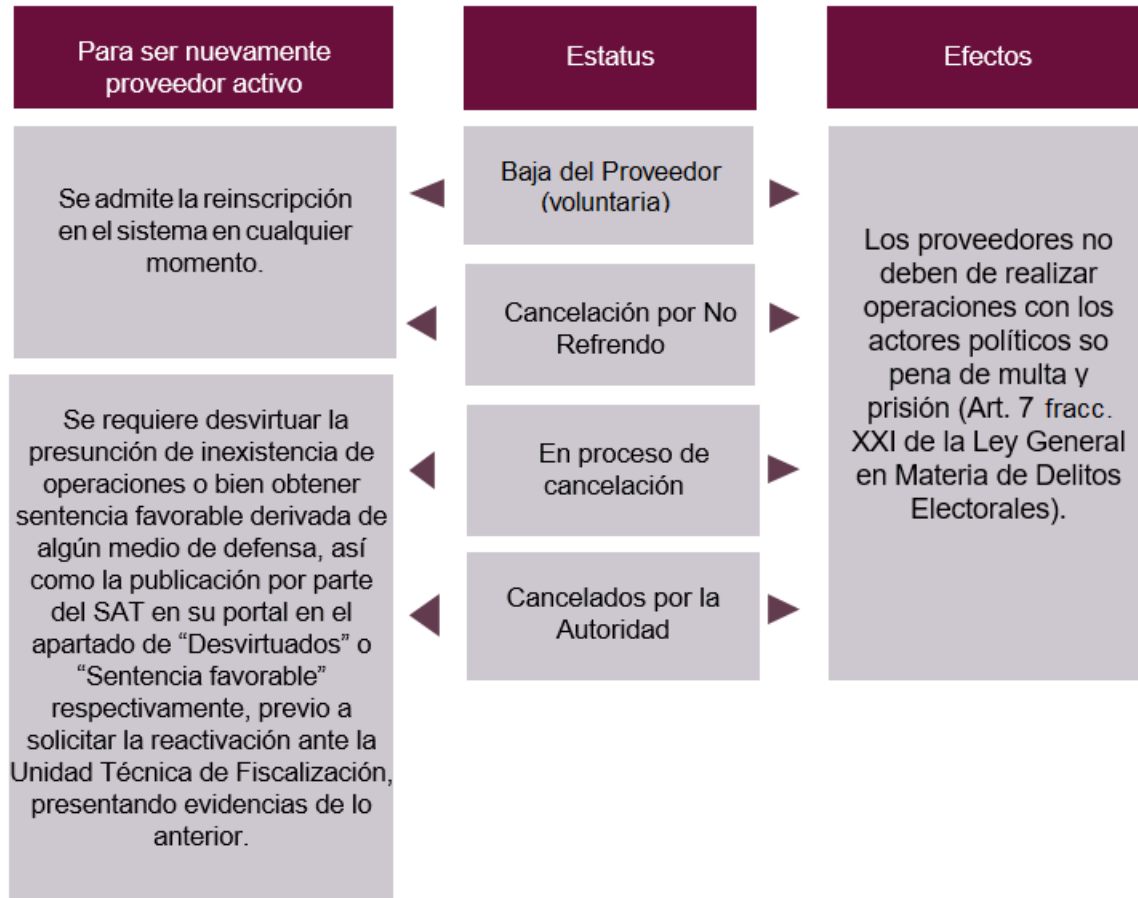 Para ser nuevamente
proveedor activo
Estatus
Efectos
Se admite la reinscripción
en el sistema en cualquier
momento.
Se requiere desvirtuar la
presunción de inexistencia de
operaciones o bien obtener
sentencia favorable derivada de
algún medio de defensa, así
como la publicación por parte
del SAT en su portal en el
apartado de “Desvirtuados” o
“Sentencia favorable”
respectivamente, previo a
solicitar la reactivación ante la
Unidad Técnica de Fiscalización,
presentando evidencias de lo
anterior.
Baja del Proveedor
(voluntaria)
Cancelación por No
Refrendo
En proceso de
cancelación
Cancelados por la
Autoridad
Los proveedores no
deben de realizar
operaciones con los
actores políticos so
pena de multa y
prisión (Art. 7 fracc.
XXI de la Ley General
en Materia de Delitos
Electorales).